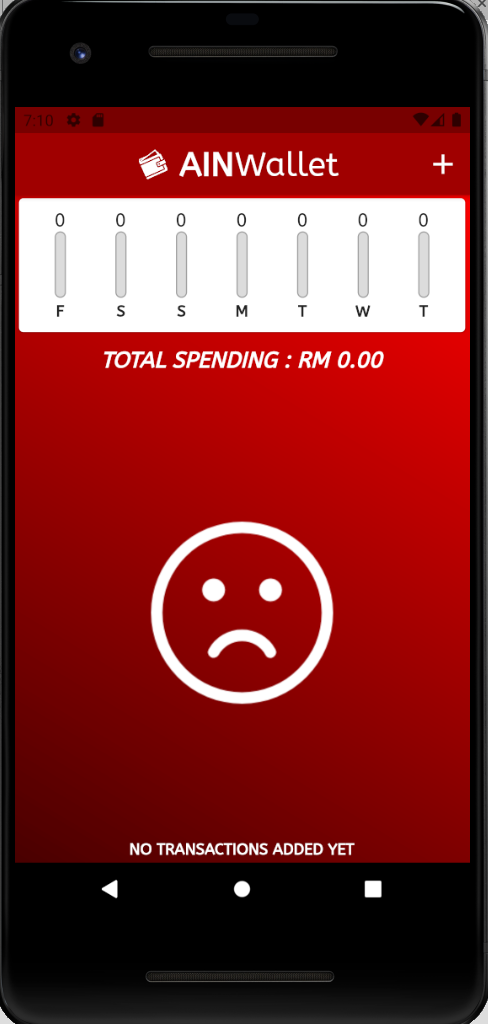 7:10
AINWallet
+
0 0 0 0 0 0 0
F S S M T W T
TOTAL SPENDING : RM 0.00
NO TRANSACTIONS ADDED YET